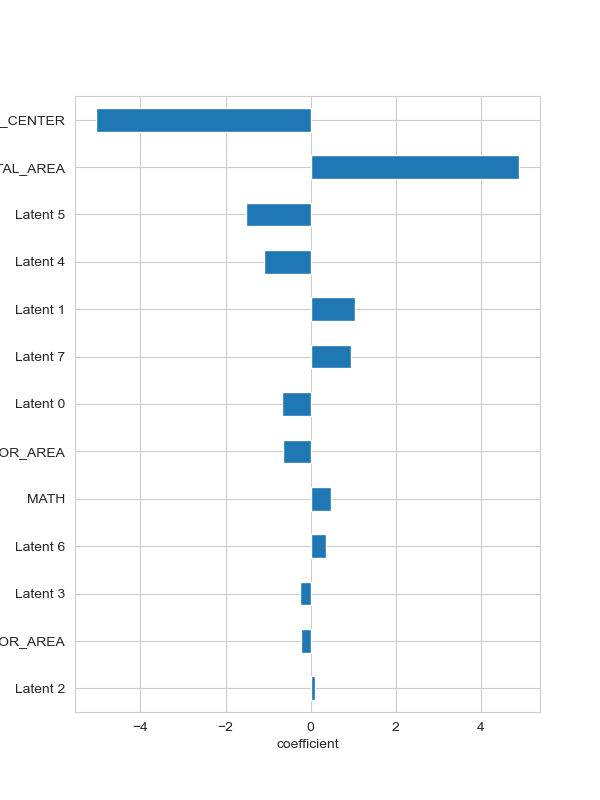 _CENTER
TAL_AREA
Latent 5
Latent 4
Latent 1
Latent 7
Latent 0
OR_AREA
MATH
Latent 6
Latent 3
OR_AREA
Latent 2
−4 −2 0 2 4
coefficient